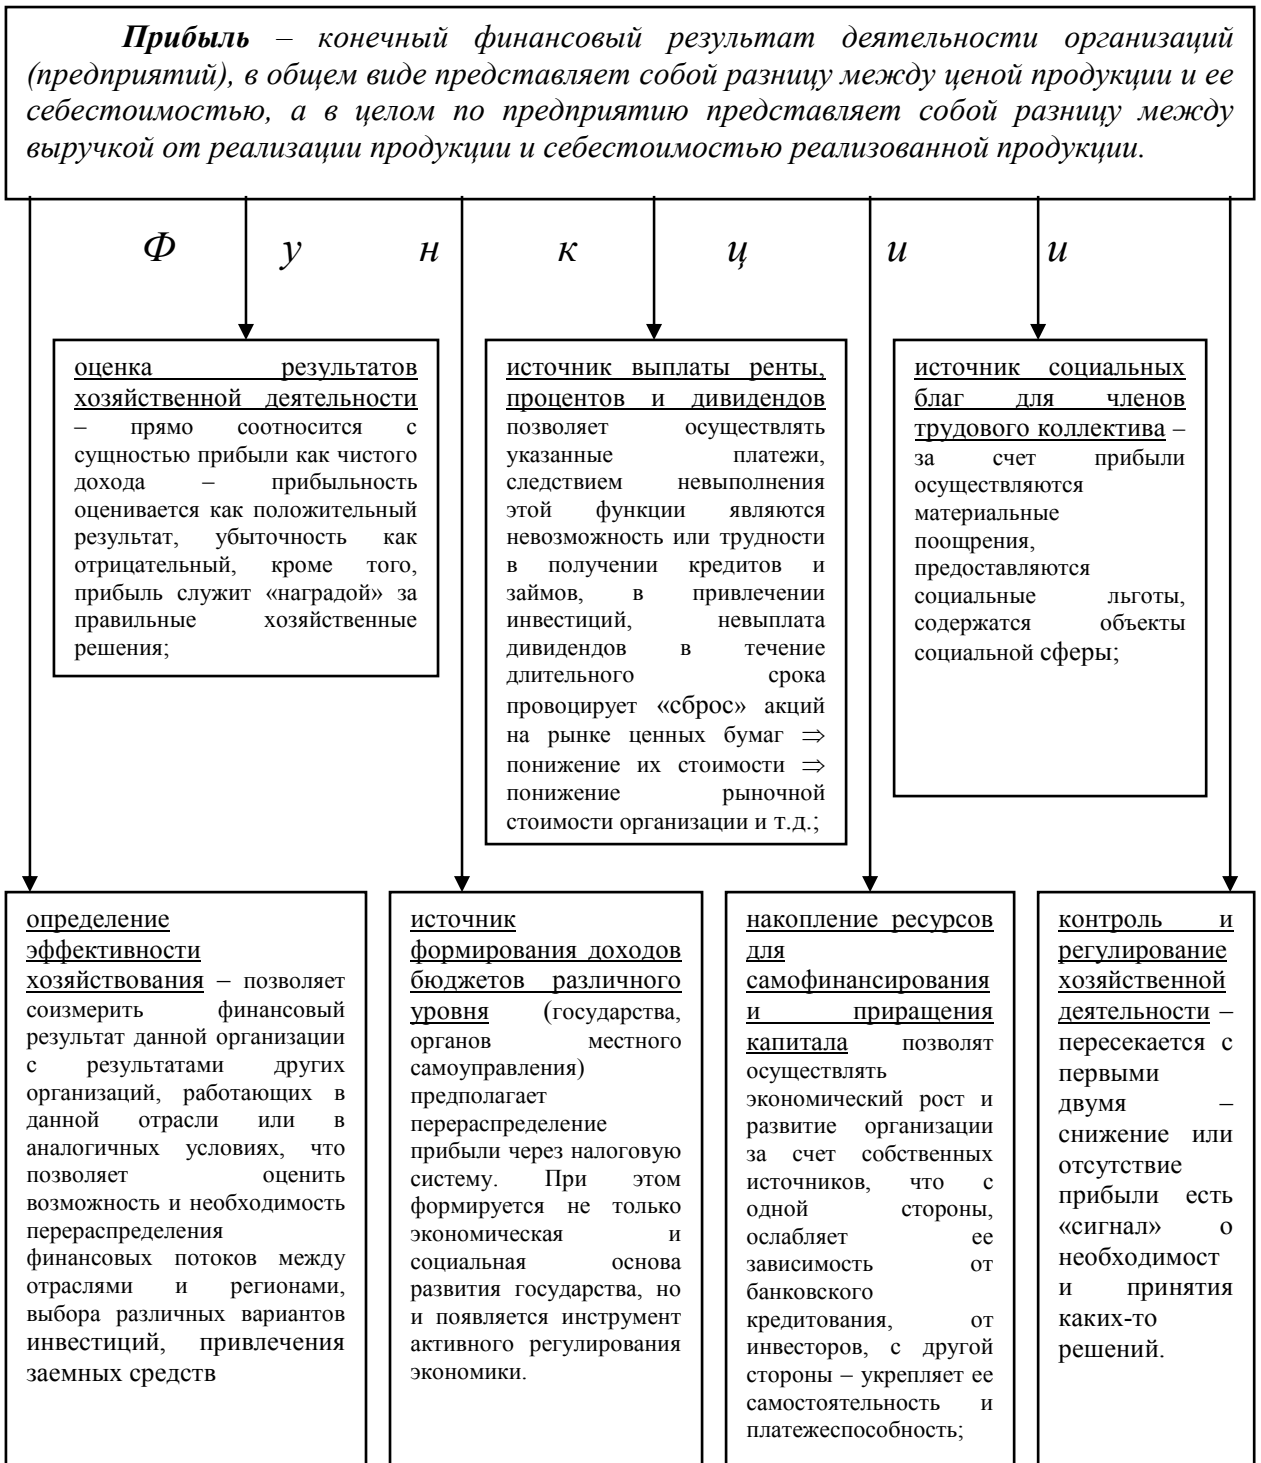 Прибыль – конечный финансовый результат деятельности организаций
(предприятий), в общем виде представляет собой разницу между ценой продукции и ее
себестоимостью, а в целом по предприятию представляет собой разницу между
выручкой от реализации продукции и себестоимостью реализованной продукции.
Ф у н к ц и и
оценка результатов
хозяйственной деятельности
– прямо соотносится с
сущностью прибыли как чистого
дохода – прибыльность
оценивается как положительный
результат, убыточность как
отрицательный, кроме того,
прибыль служит «наградой» за
правильные хозяйственные
решения;
источник выплаты ренты,
процентов и дивидендов
позволяет осуществлять
указанные платежи,
следствием невыполнения
этой функции являются
невозможность или трудности
в получении кредитов и
займов, в привлечении
инвестиций, невыплата
дивидендов в течение
длительного срока
провоцирует «сброс» акций
на рынке ценных бумаг ⇒
понижение их стоимости ⇒
понижение рыночной
стоимости организации и т.д.;
источник социальных
благ для членов
трудового коллектива –
за счет прибыли
осуществляются
материальные
поощрения,
предоставляются
социальные льготы,
содержатся объекты
социальной сферы;
определение
эффективности
хозяйствования – позволяет
соизмерить финансовый
результат данной организации
с результатами других
организаций, работающих в
данной отрасли или в
аналогичных условиях, что
позволяет оценить
возможность и необходимость
перераспределения
финансовых потоков между
отраслями и регионами,
выбора различных вариантов
инвестиций, привлечения
заемных средств
источник
формирования доходов
бюджетов различного
уровня (государства,
органов местного
самоуправления)
предполагает
перераспределение
прибыли через налоговую
систему. При этом
формируется не только
экономическая и
социальная основа
развития государства, но
и появляется инструмент
активного регулирования
экономики.
накопление ресурсов
для
самофинансирования
и приращения
капитала позволят
осуществлять
экономический рост и
развитие организации
за счет собственных
источников, что с
одной стороны,
ослабляет ее
зависимость от
банковского
кредитования, от
инвесторов, с другой
стороны – укрепляет ее
самостоятельность и
платежеспособность;
контроль и
регулирование
хозяйственной
деятельности –
пересекается с
первыми
двумя –
снижение или
отсутствие
прибыли есть
«сигнал» о
необходимост
и принятия
каких-то
решений.